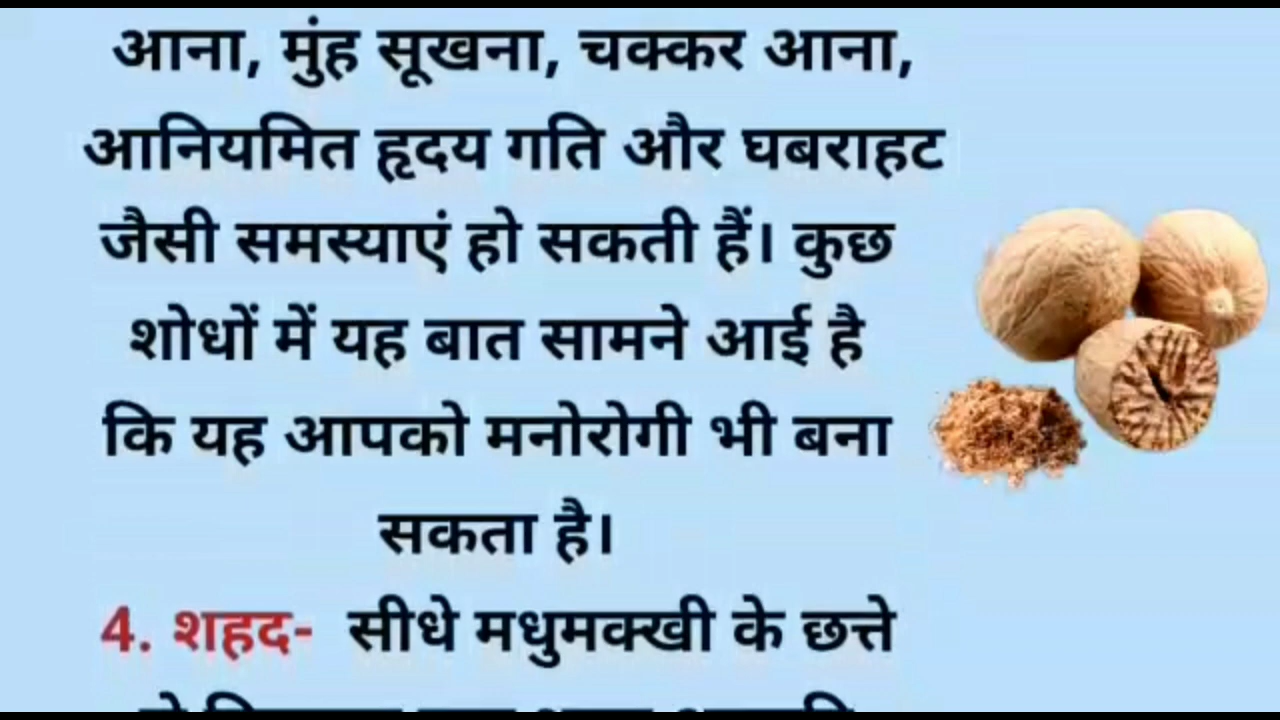 आना, मुंह सूखना, चक्कर आना,
आनियमित हृदय गति और घबराहट
जैसी समस्याएं हो सकती हैं। कुछ
शोधों में यह बात सामने आई है
कि यह आपको मनोरोगी भी बना
सकता है।
4. शहद- सीधे मधुमक्खी के छत्ते